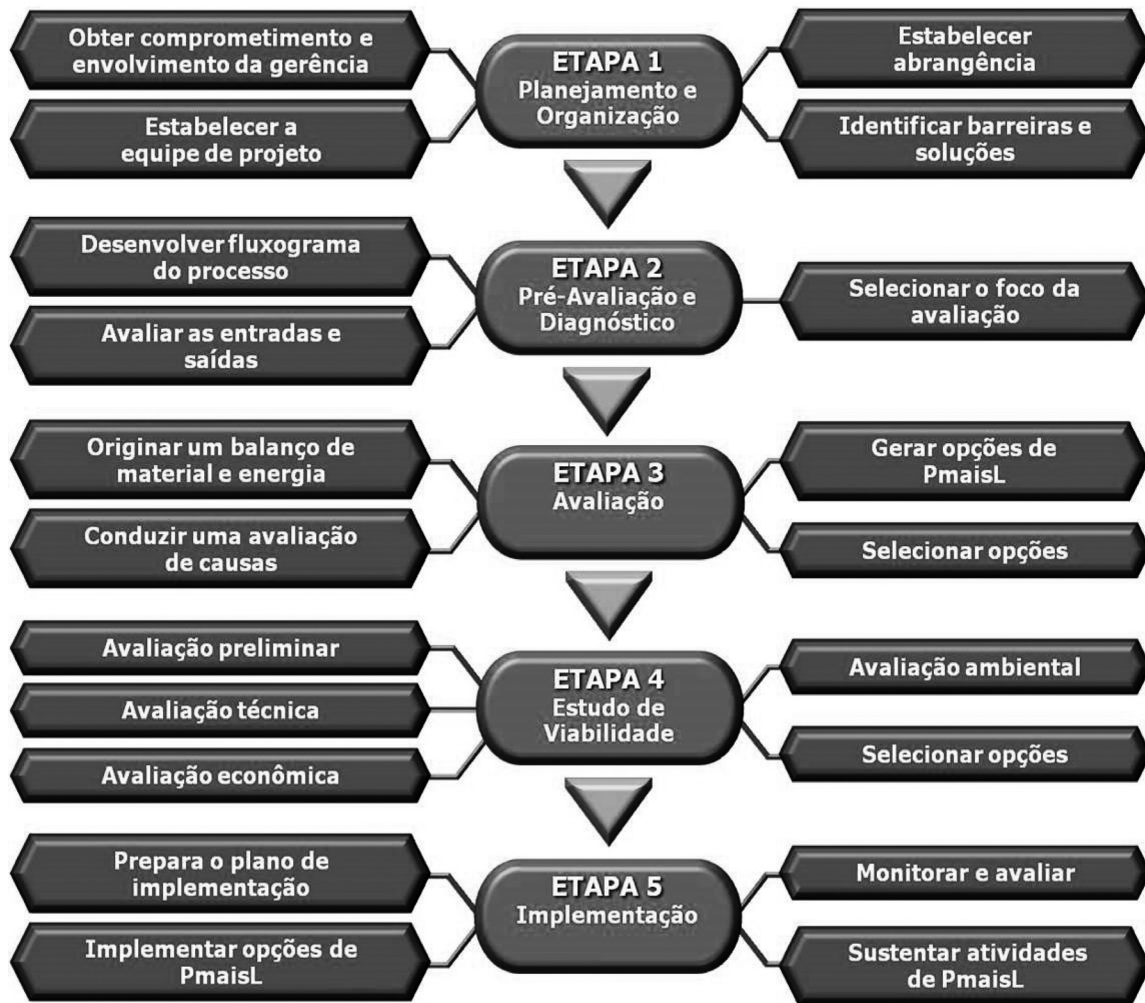 Obter comprometimento e
envolvimento da gerência
Estabelecer a
equipe de projeto
ETAPA 1
Planejamento e
Organização
Estabelecer
abrangência
Identificar barreiras e
soluções
Desenvolver fluxograma
do processo
Avaliar as entradas e
saídas
ETAPA 2
Pré-Avaliação e
Diagnóstico
Selecionar o foco da
avaliação
Originar um balanço de
material e energia
Conduzir uma avaliação
de causas
ETAPA 3
Avaliação
Gerar opções de
PmaisL
Selecionar opções
Avaliação preliminar
Avaliação técnica
Avaliação econômica
ETAPA 4
Estudo de
Viabilidade
Avaliação ambiental
Selecionar opções
Prepara o plano de
implementação
Implementar opções de
PmaisL
ETAPA 5
Implementação
Monitorar e avaliar
Sustentar atividades
de PmaisL